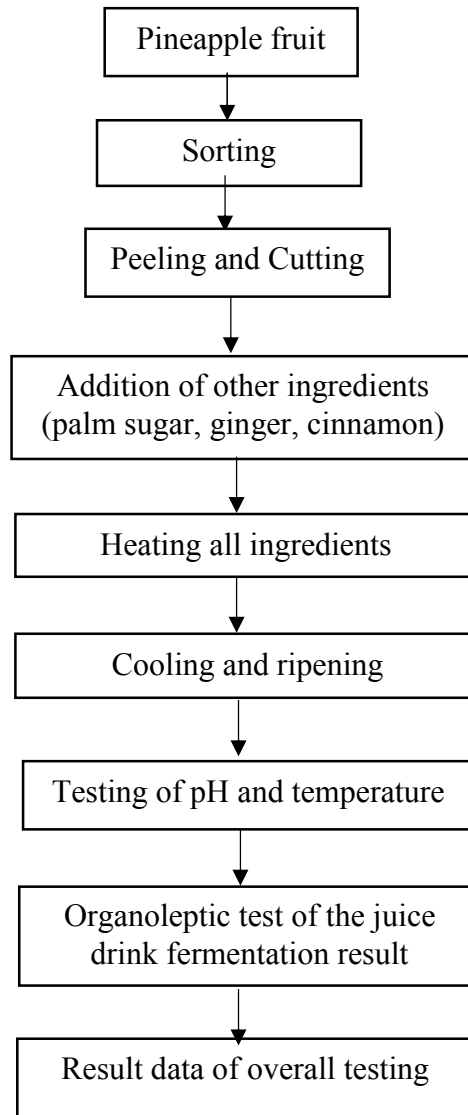 Pineapple fruit
Sorting
Peeling and Cutting
Addition of other ingredients
(palm sugar, ginger, cinnamon)
Heating all ingredients
Cooling and ripening
Testing of pH and temperature
Organoleptic test of the juice
drink fermentation result
Result data of overall testing